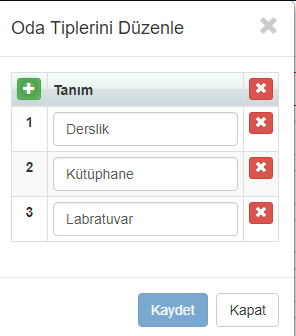 Oda Tiplerini Düzenle
Tanım
1 Derslik
2 Kütüphane
3 Labratuvar
Kaydet Kapat